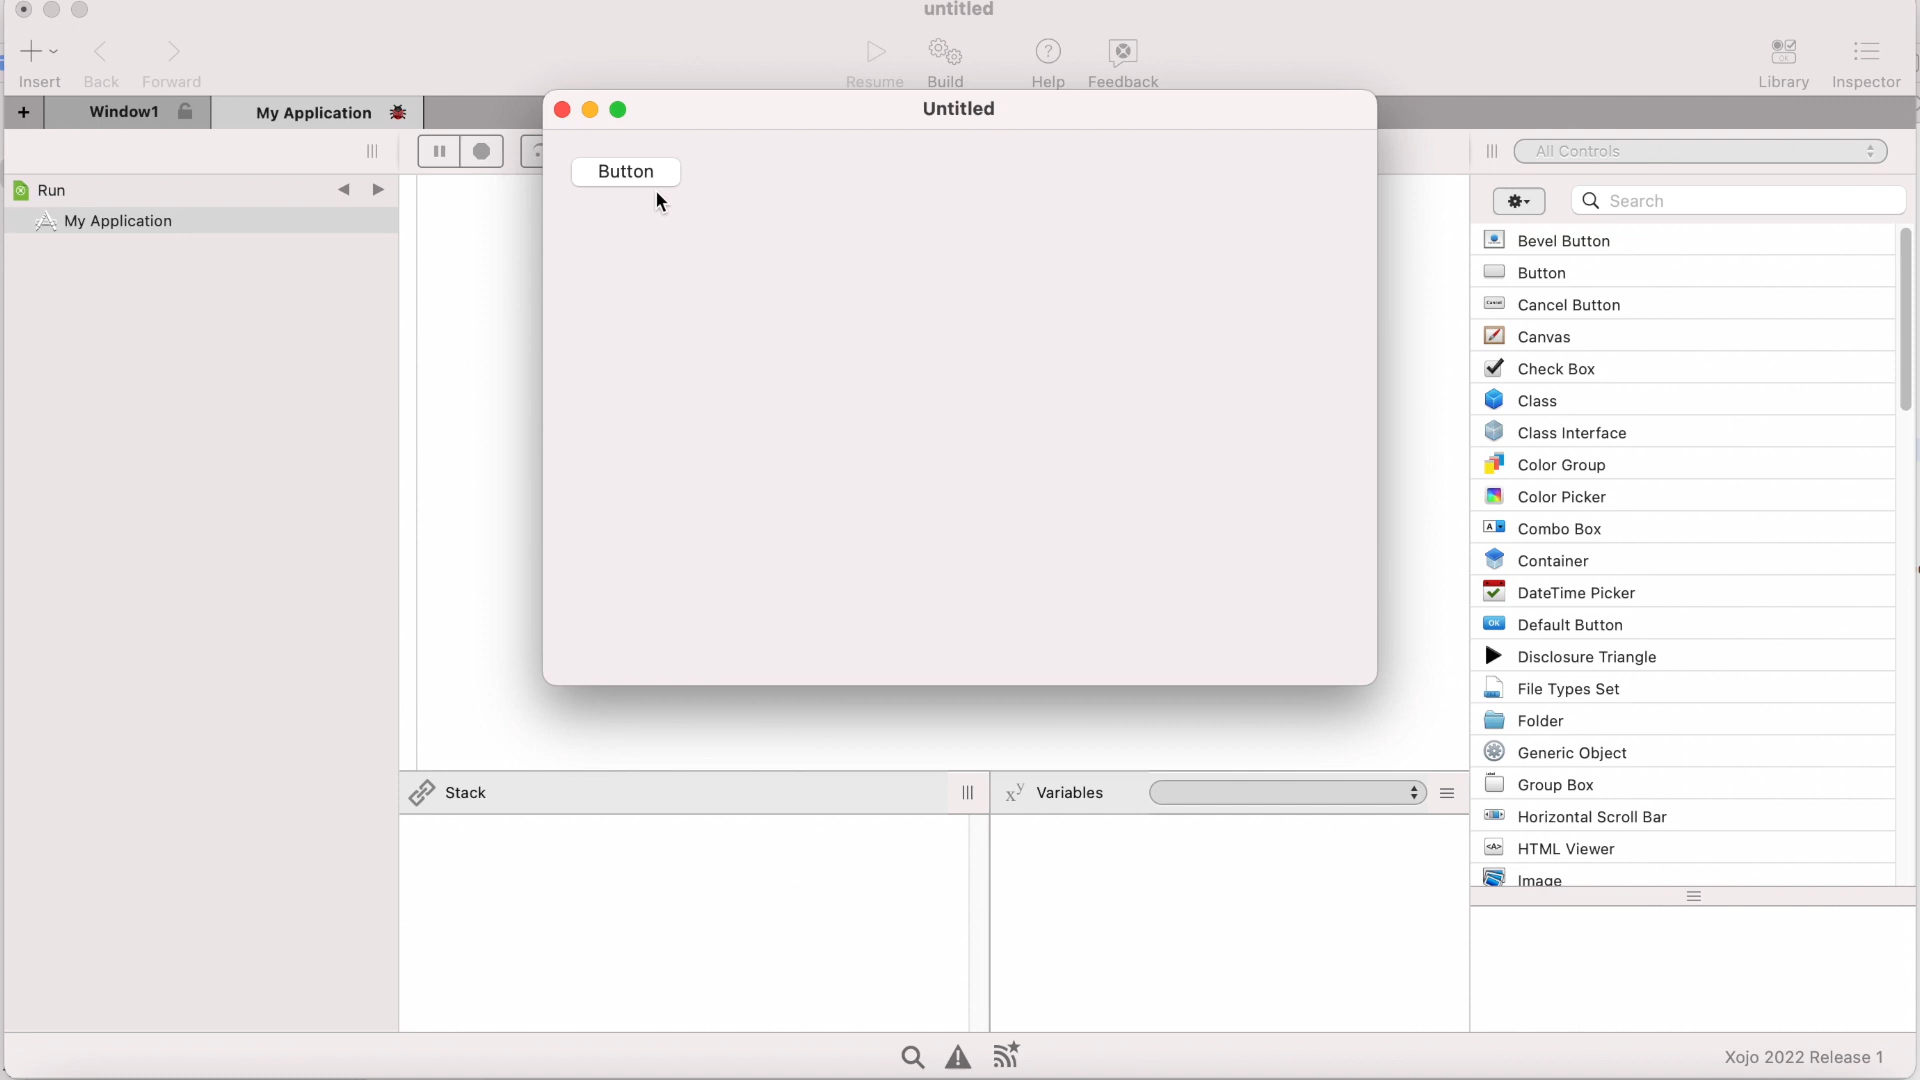 untitled
Insert
Back
Forward
Resume
Build
Help
Feedback
Library
Inspector
Window1
My Application
Untitled
All Controls
Button
Run
My Application
Search
Bevel Button
Button
Cancel Button
Canvas
Check Box
Class
Class Interface
Color Group
Color Picker
Combo Box
Container
DateTime Picker
Default Button
Disclosure Triangle
File Types Set
Folder
Generic Object
Group Box
Horizontal Scroll Bar
HTML Viewer
Image
Stack
Variables
Xojo 2022 Release 1